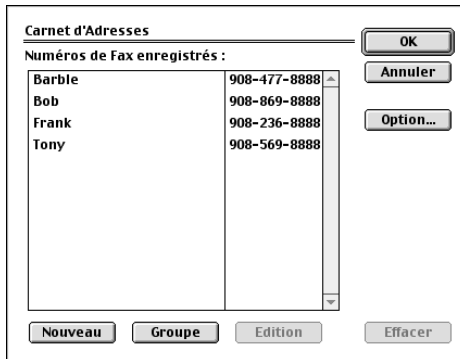 Carnet d'Adresses
OK
Numéros de Fax enregistrés :
Annuler
Barble 908-477-8888
Bob 908-869-8888
Option...
Frank 908-236-8888
Tony 908-569-8888
Nouveau Groupe Edition Effacer